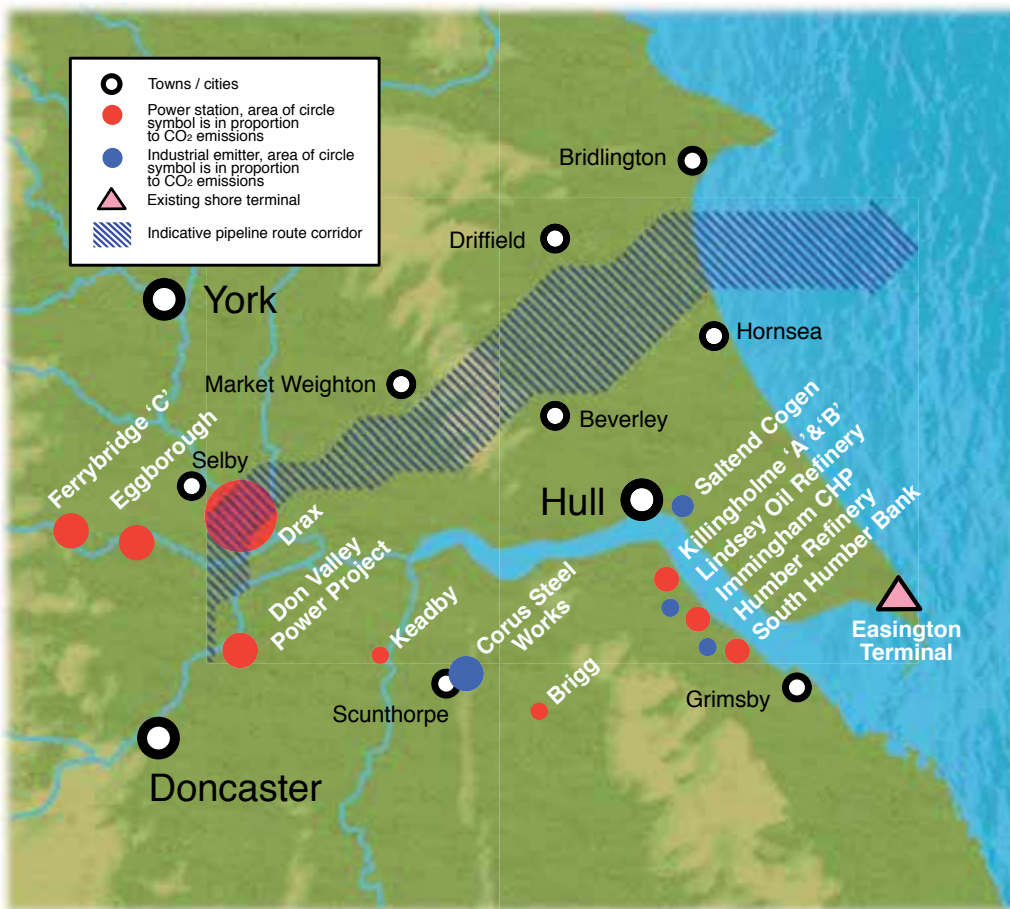 Towns / cities
Power station, area of circle
symbol is in proportion
to CO₂ emissions
Industrial emitter, area of circle
symbol is in proportion
to CO₂ emissions
Existing shore terminal
Indicative pipeline route corridor
Bridlington
Driffield
York
Hornsea
Market Weighton
Beverley
Ferrybridge ‘C’
Eggborough
Selby
Drax
Hull
Saltend Cogen
Killingholme ‘A’&‘B’
Lindsey Oil Refinery
Immingham CHP
Humber Refinery
South Humber Bank
Don Valley
Power Project
Keadby
Corus Steel
Works
Easington
Terminal
Scunthorpe
Brigg
Grimsby
Doncaster